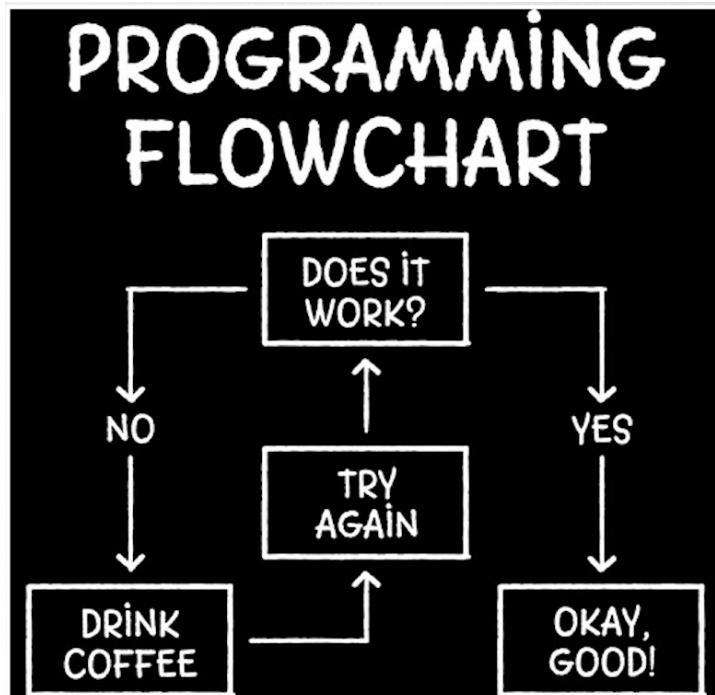 PROGRAMMING
FLOWCHART
DOES IT
WORK?
NO
YES
TRY
AGAIN
DRINK
COFFEE
OKAY,
GOOD!